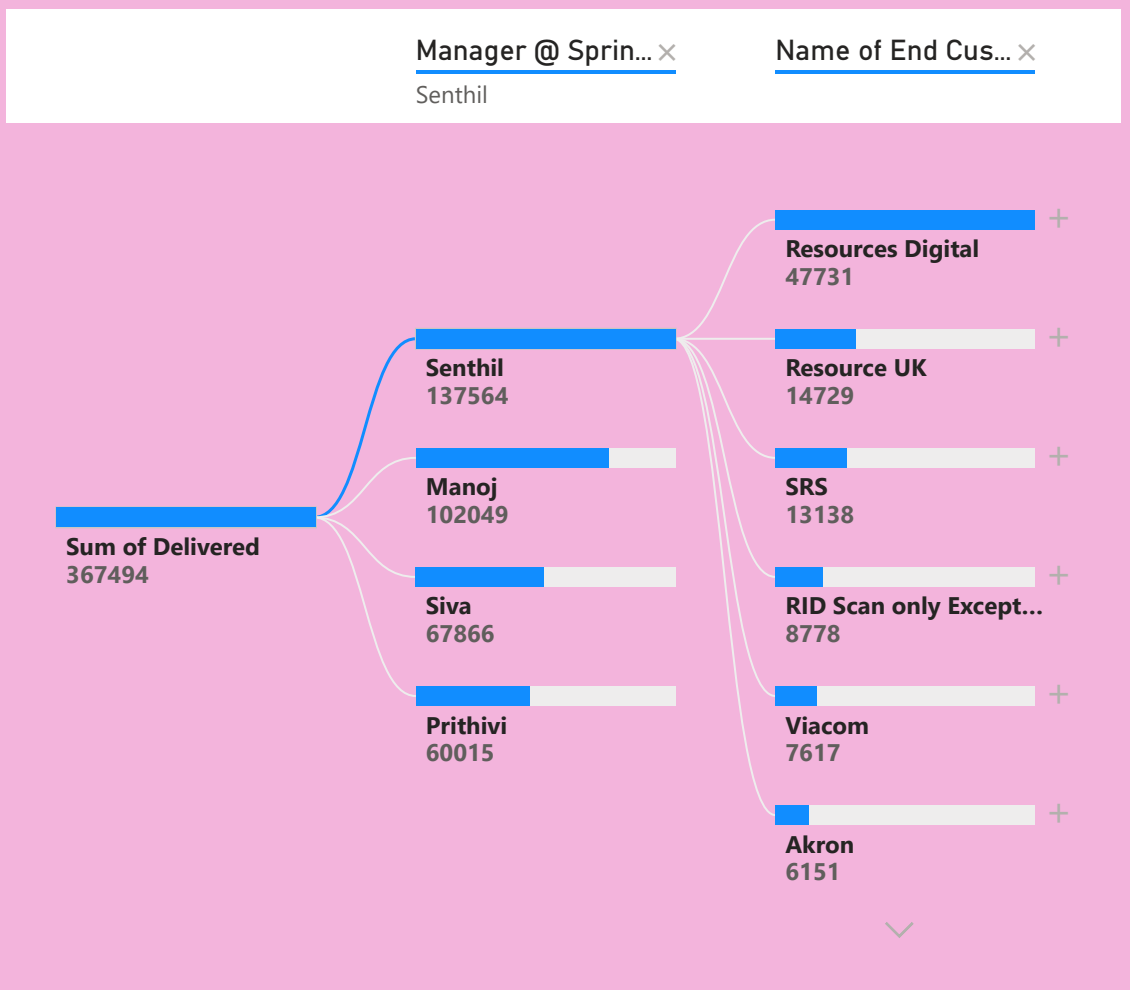 Manager @ Sprin...
Name of End Cus...
Senthil
Sum of Delivered
367494
Senthil
137564
Manoj
102049
Siva
67866
Prithivi
60015
Resources Digital
47731
Resource UK
14729
SRS
13138
RID Scan only Except...
8778
Viacom
7617
Akron
6151